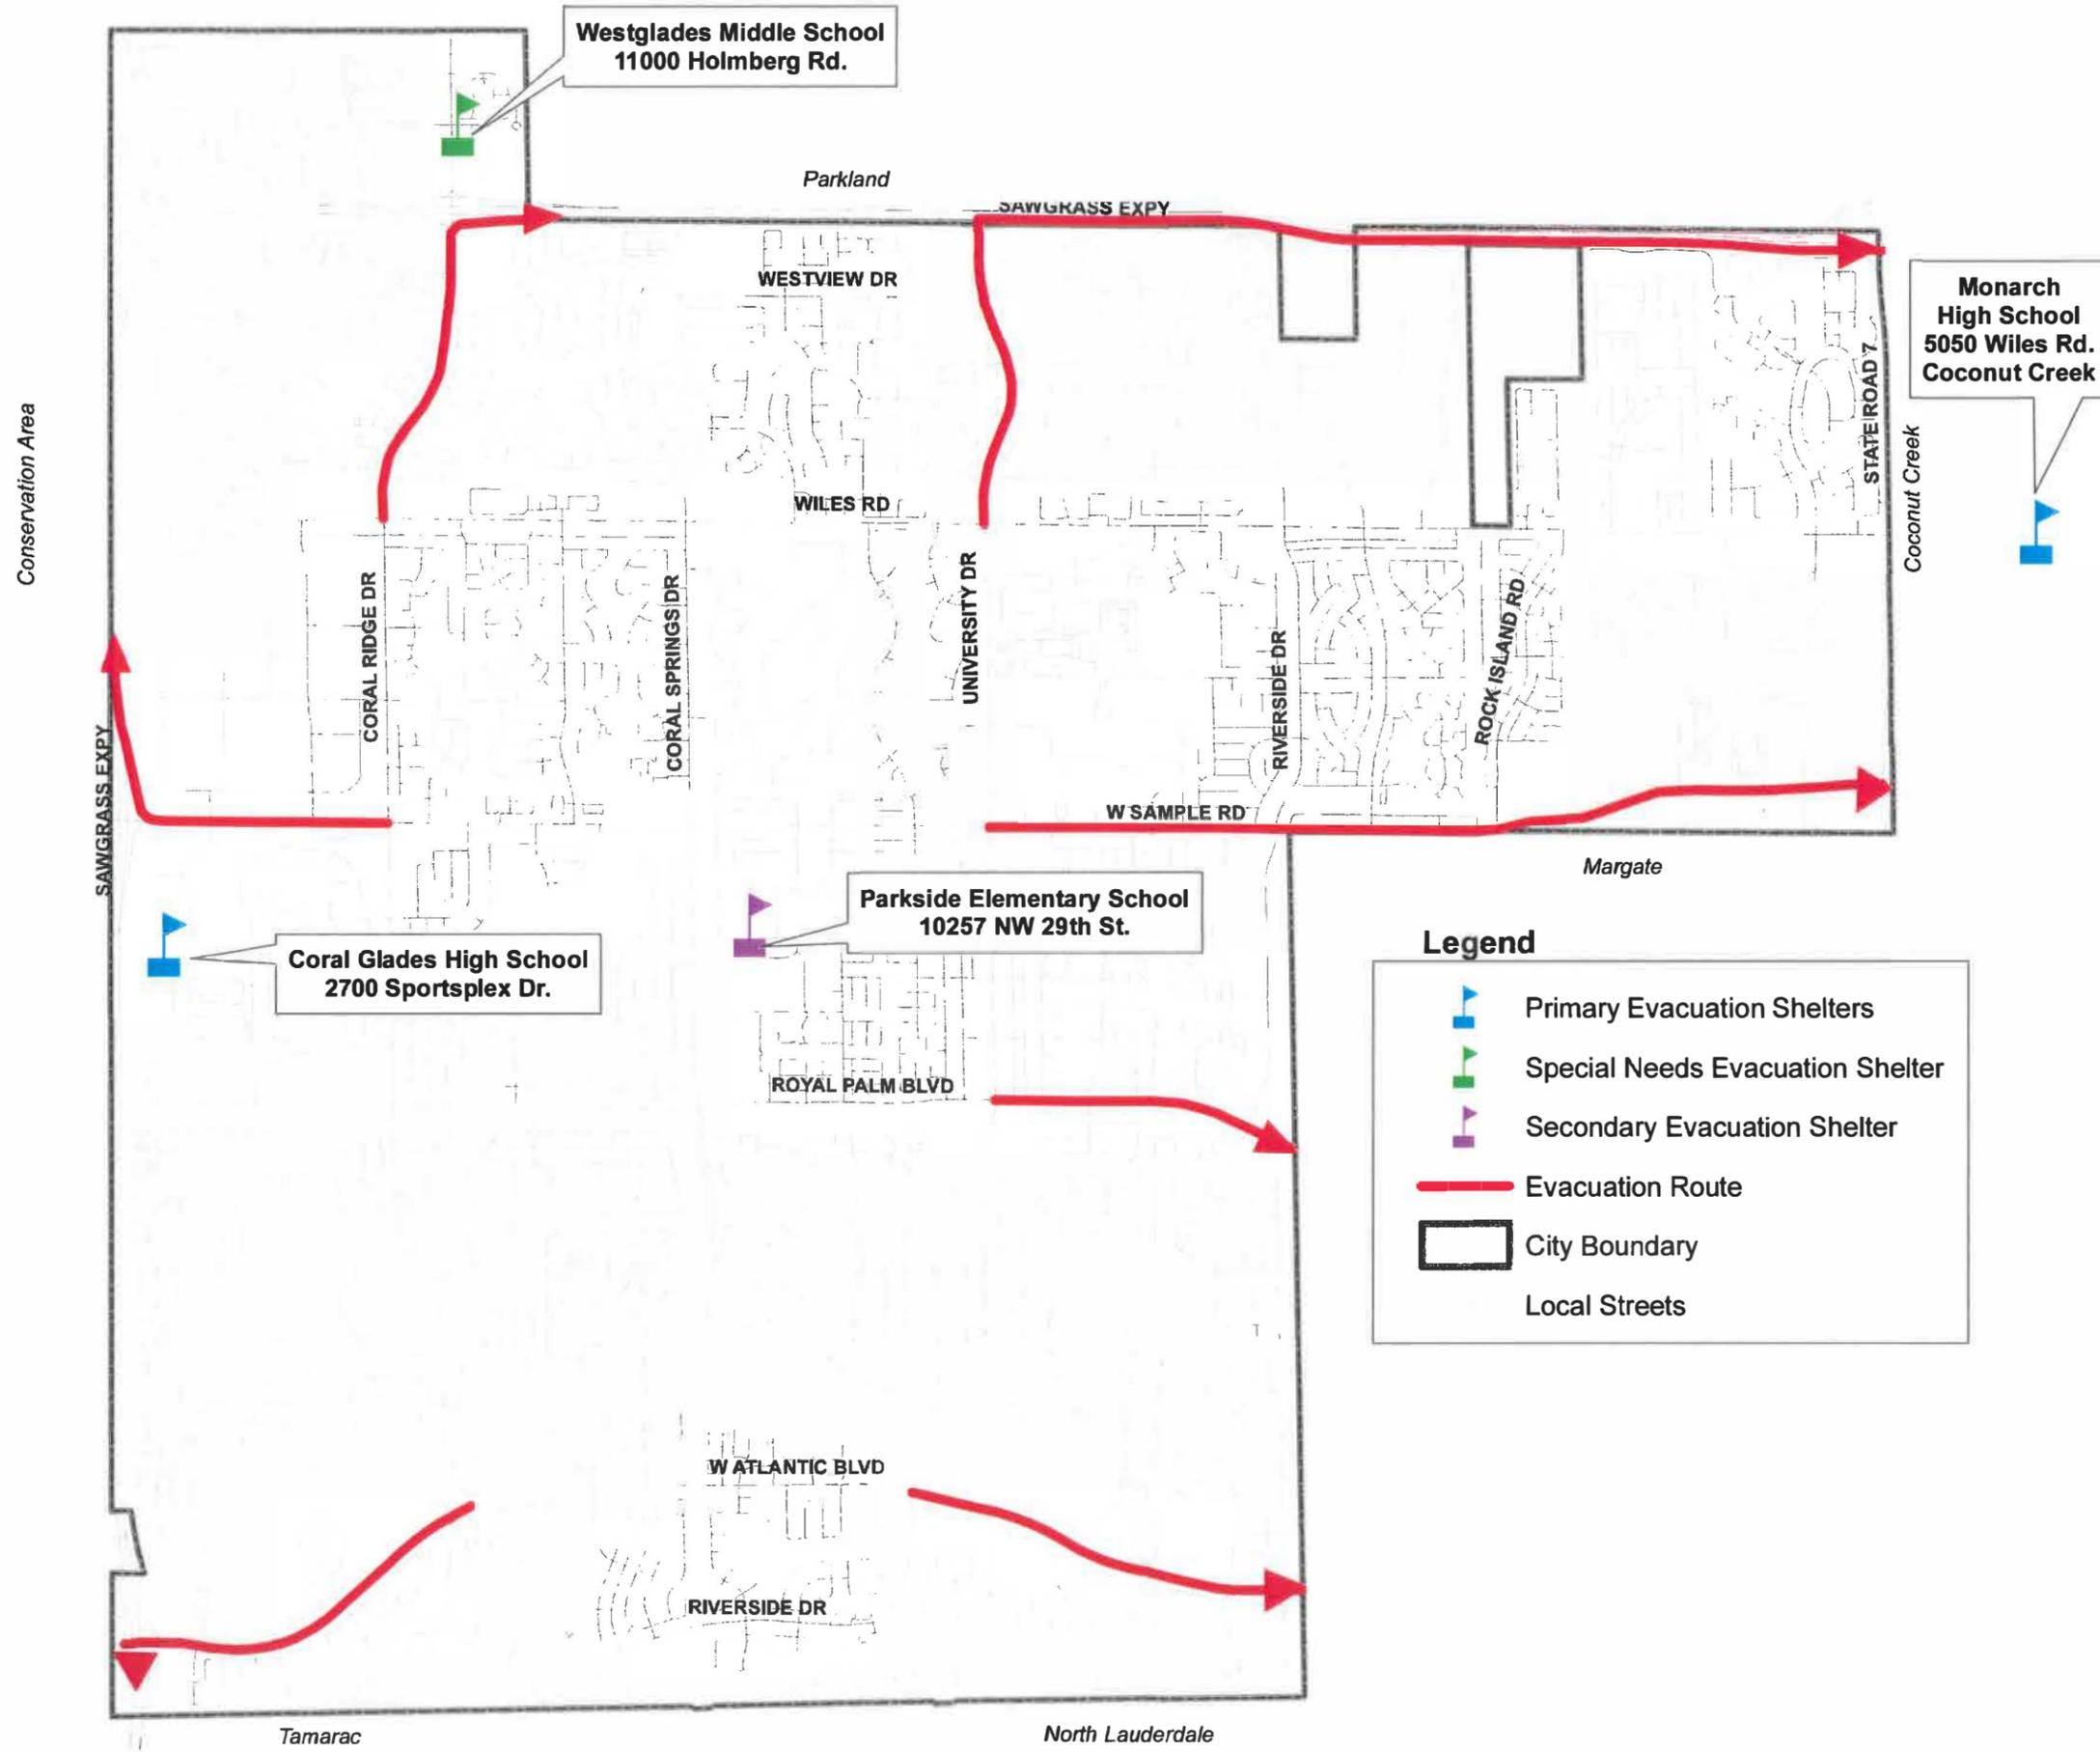 Westglades Middle School
11000 Holmberg Rd.
Parkland
SAWGRASS EXPY
WESTVIEW DR
Monarch
High School
5050 Wiles Rd.
Coconut Creek
STATE ROAD 7
Coconut Creek
Conservation Area
WILES RD
CORAL RIDGE DR
CORAL SPRINGS DR
UNIVERSITY DR
RIVERSIDE DR
ROCK ISLAND RD
SAWGRASS EXPY
W SAMPLE RD
Margate
Parkside Elementary School
10257 NW 29th St.
Coral Glades High School
2700 Sportsplex Dr.
ROYAL PALM BLVD
Legend
Primary Evacuation Shelters
Special Needs Evacuation Shelter
Secondary Evacuation Shelter
Evacuation Route
City Boundary
Local Streets
W ATLANTIC BLVD
RIVERSIDE DR
Tamarac
North Lauderdale